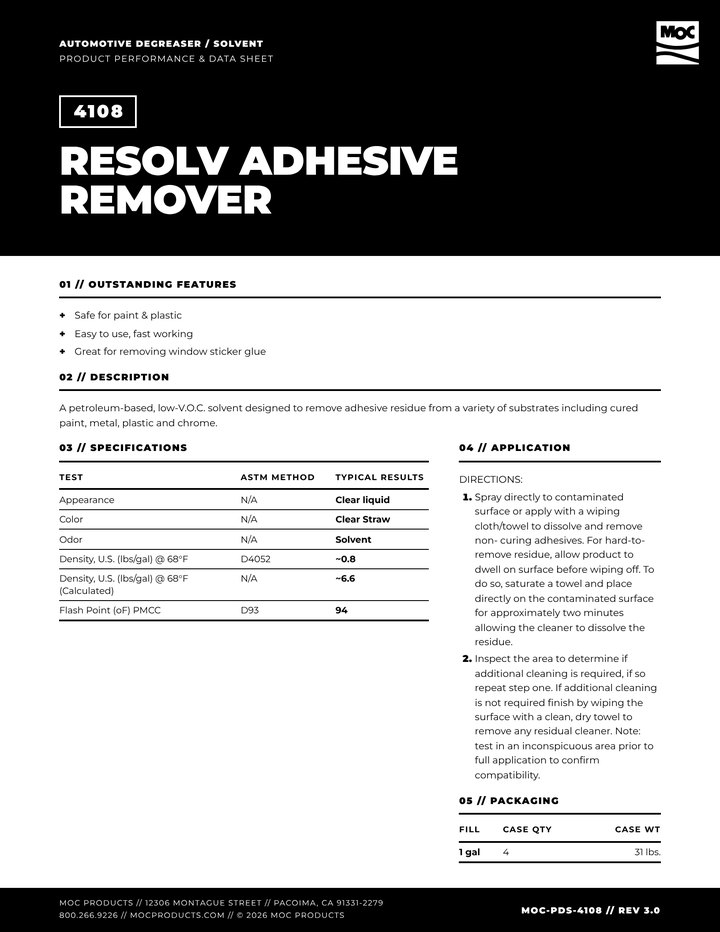 AUTOMOTIVE DEGREASER / SOLVENT
PRODUCT PERFORMANCE & DATA SHEET
MOC
4108
RESOLV ADHESIVE
REMOVER
01 // OUTSTANDING FEATURES
+ Safe for paint & plastic
+ Easy to use, fast working
+ Great for removing window sticker glue
02 // DESCRIPTION
A petroleum-based, low-V.O.C. solvent designed to remove adhesive residue from a variety of substrates including cured
paint, metal, plastic and chrome.
03 // SPECIFICATIONS
TEST ASTM METHOD TYPICAL RESULTS
Appearance N/A Clear liquid
Color N/A Clear Straw
Odor N/A Solvent
Density, U.S. (lbs/gal) @ 68°F D4052 ~0.8
Density, U.S. (lbs/gal) @ 68°F N/A ~6.6
(Calculated)
Flash Point (oF) PMCC D93 94
04 // APPLICATION
DIRECTIONS:
1. Spray directly to contaminated
surface or apply with a wiping
cloth/towel to dissolve and remove
non- curing adhesives. For hard-to-
remove residue, allow product to
dwell on surface before wiping off. To
do so, saturate a towel and place
directly on the contaminated surface
for approximately two minutes
allowing the cleaner to dissolve the
residue.
2. Inspect the area to determine if
additional cleaning is required, if so
repeat step one. If additional cleaning
is not required finish by wiping the
surface with a clean, dry towel to
remove any residual cleaner. Note:
test in an inconspicuous area prior to
full application to confirm
compatibility.
05 // PACKAGING
FILL CASE QTY CASE WT
1 gal 4 31 lbs.
MOC PRODUCTS // 12306 MONTAGUE STREET // PACOIMA, CA 91331-2279
800.266.9226 // MOCPRODUCTS.COM // © 2026 MOC PRODUCTS
MOC-PDS-4108 // REV 3.0